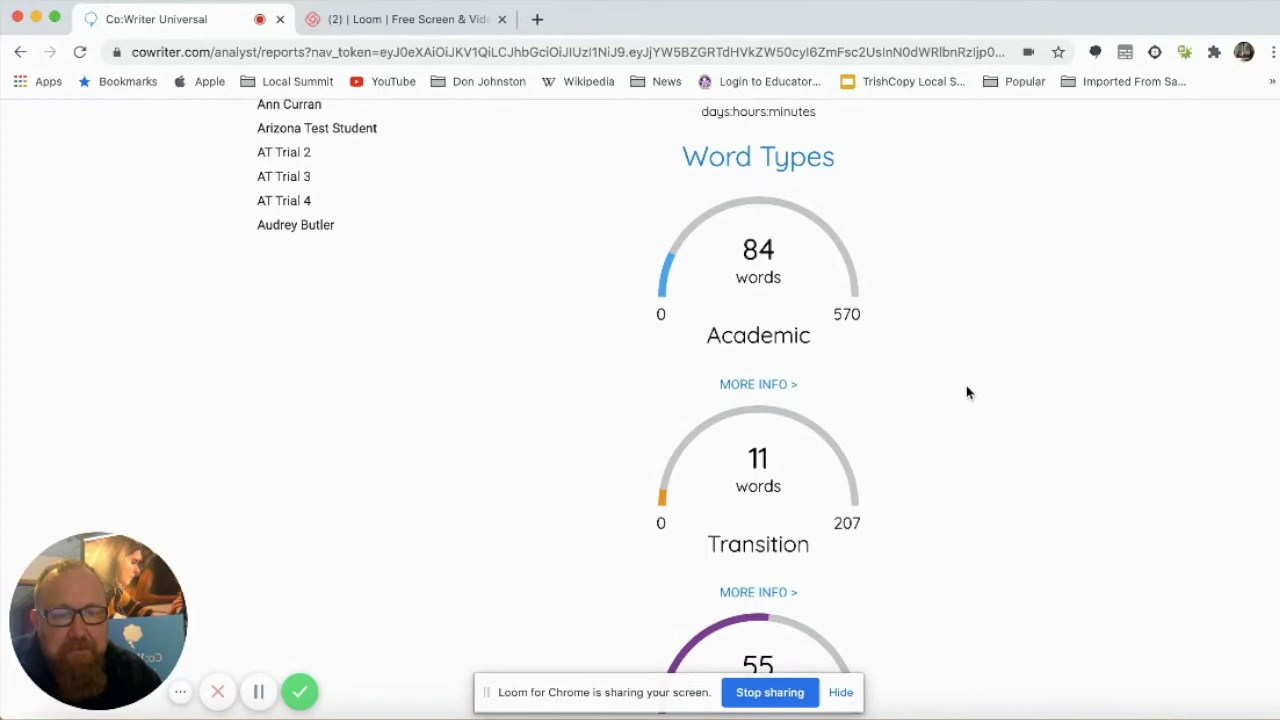 Co:Writer Universal
(2) | Loom | Free Screen & Vid
cowriter.com/analyst/reports?nav_token=eyJ0eXAiOiJKV1QiLCJhbGciOiJIUzI1NiJ9.eyJjYW5BZGRTdHVkZW50cyI6ZmFsc2UsInN0dWRlbnRzIjp0...
Apps
Bookmarks
Apple
Local Summit
YouTube
Don Johnston
Wikipedia
News
Login to Educator...
TrishCopy Local S...
Popular
Imported From Sa...
»
Ann Curran
Arizona Test Student
AT Trial 2
AT Trial 3
AT Trial 4
Audrey Butler
days:hours:minutes
Word Types
84
words
0
570
Academic
MORE INFO >
11
words
0
207
Transition
MORE INFO >
55
Loom for Chrome is sharing your screen.
Stop sharing
Hide